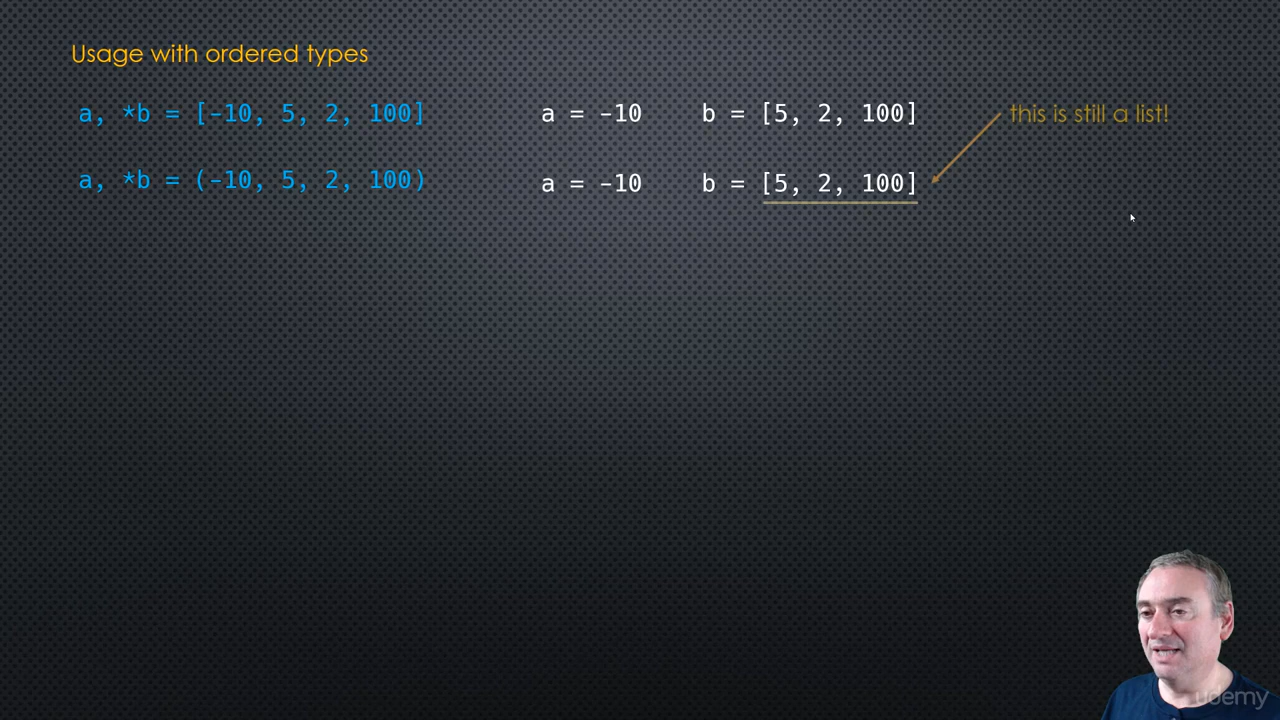 Usage with ordered types
a, *b = [-10, 5, 2, 100] a = -10 b = [5, 2, 100] this is still a list!
a, *b = (-10, 5, 2, 100) a = -10 b = [5, 2, 100]
udemy